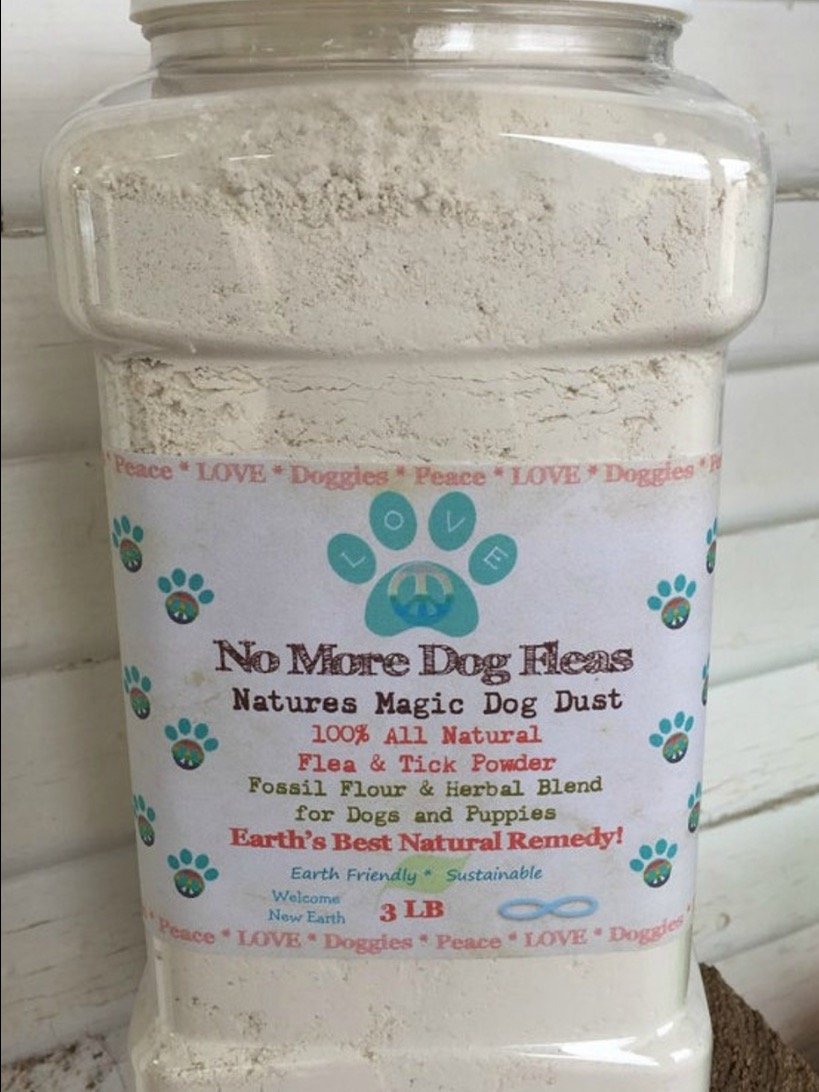 * Peace * LOVE * Doggies * Peace * LOVE * Doggies *
LOVE
No More Dog Fleas
Natures Magic Dog Dust
100% All Natural
Flea & Tick Powder
Fossil Flour & Herbal Blend
for Dogs and Puppies
Earth's Best Natural Remedy!
Earth Friendly * Sustainable
Welcome
New Earth
3 LB
* Peace * LOVE * Doggies * Peace * LOVE * Doggies *